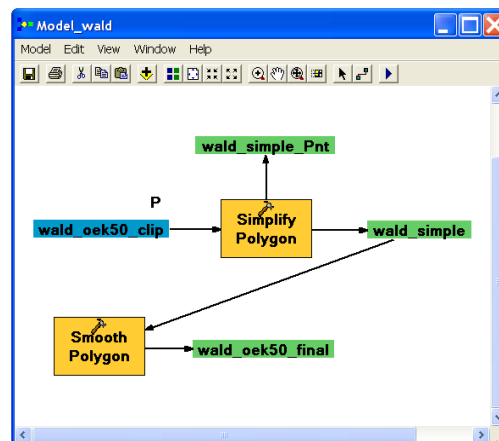 Model_wald
Model Edit View Window Help
wald_simple_Pnt
P
wald_oek50_clip
Simplify
Polygon
wald_simple
Smooth
Polygon
wald_oek50_final